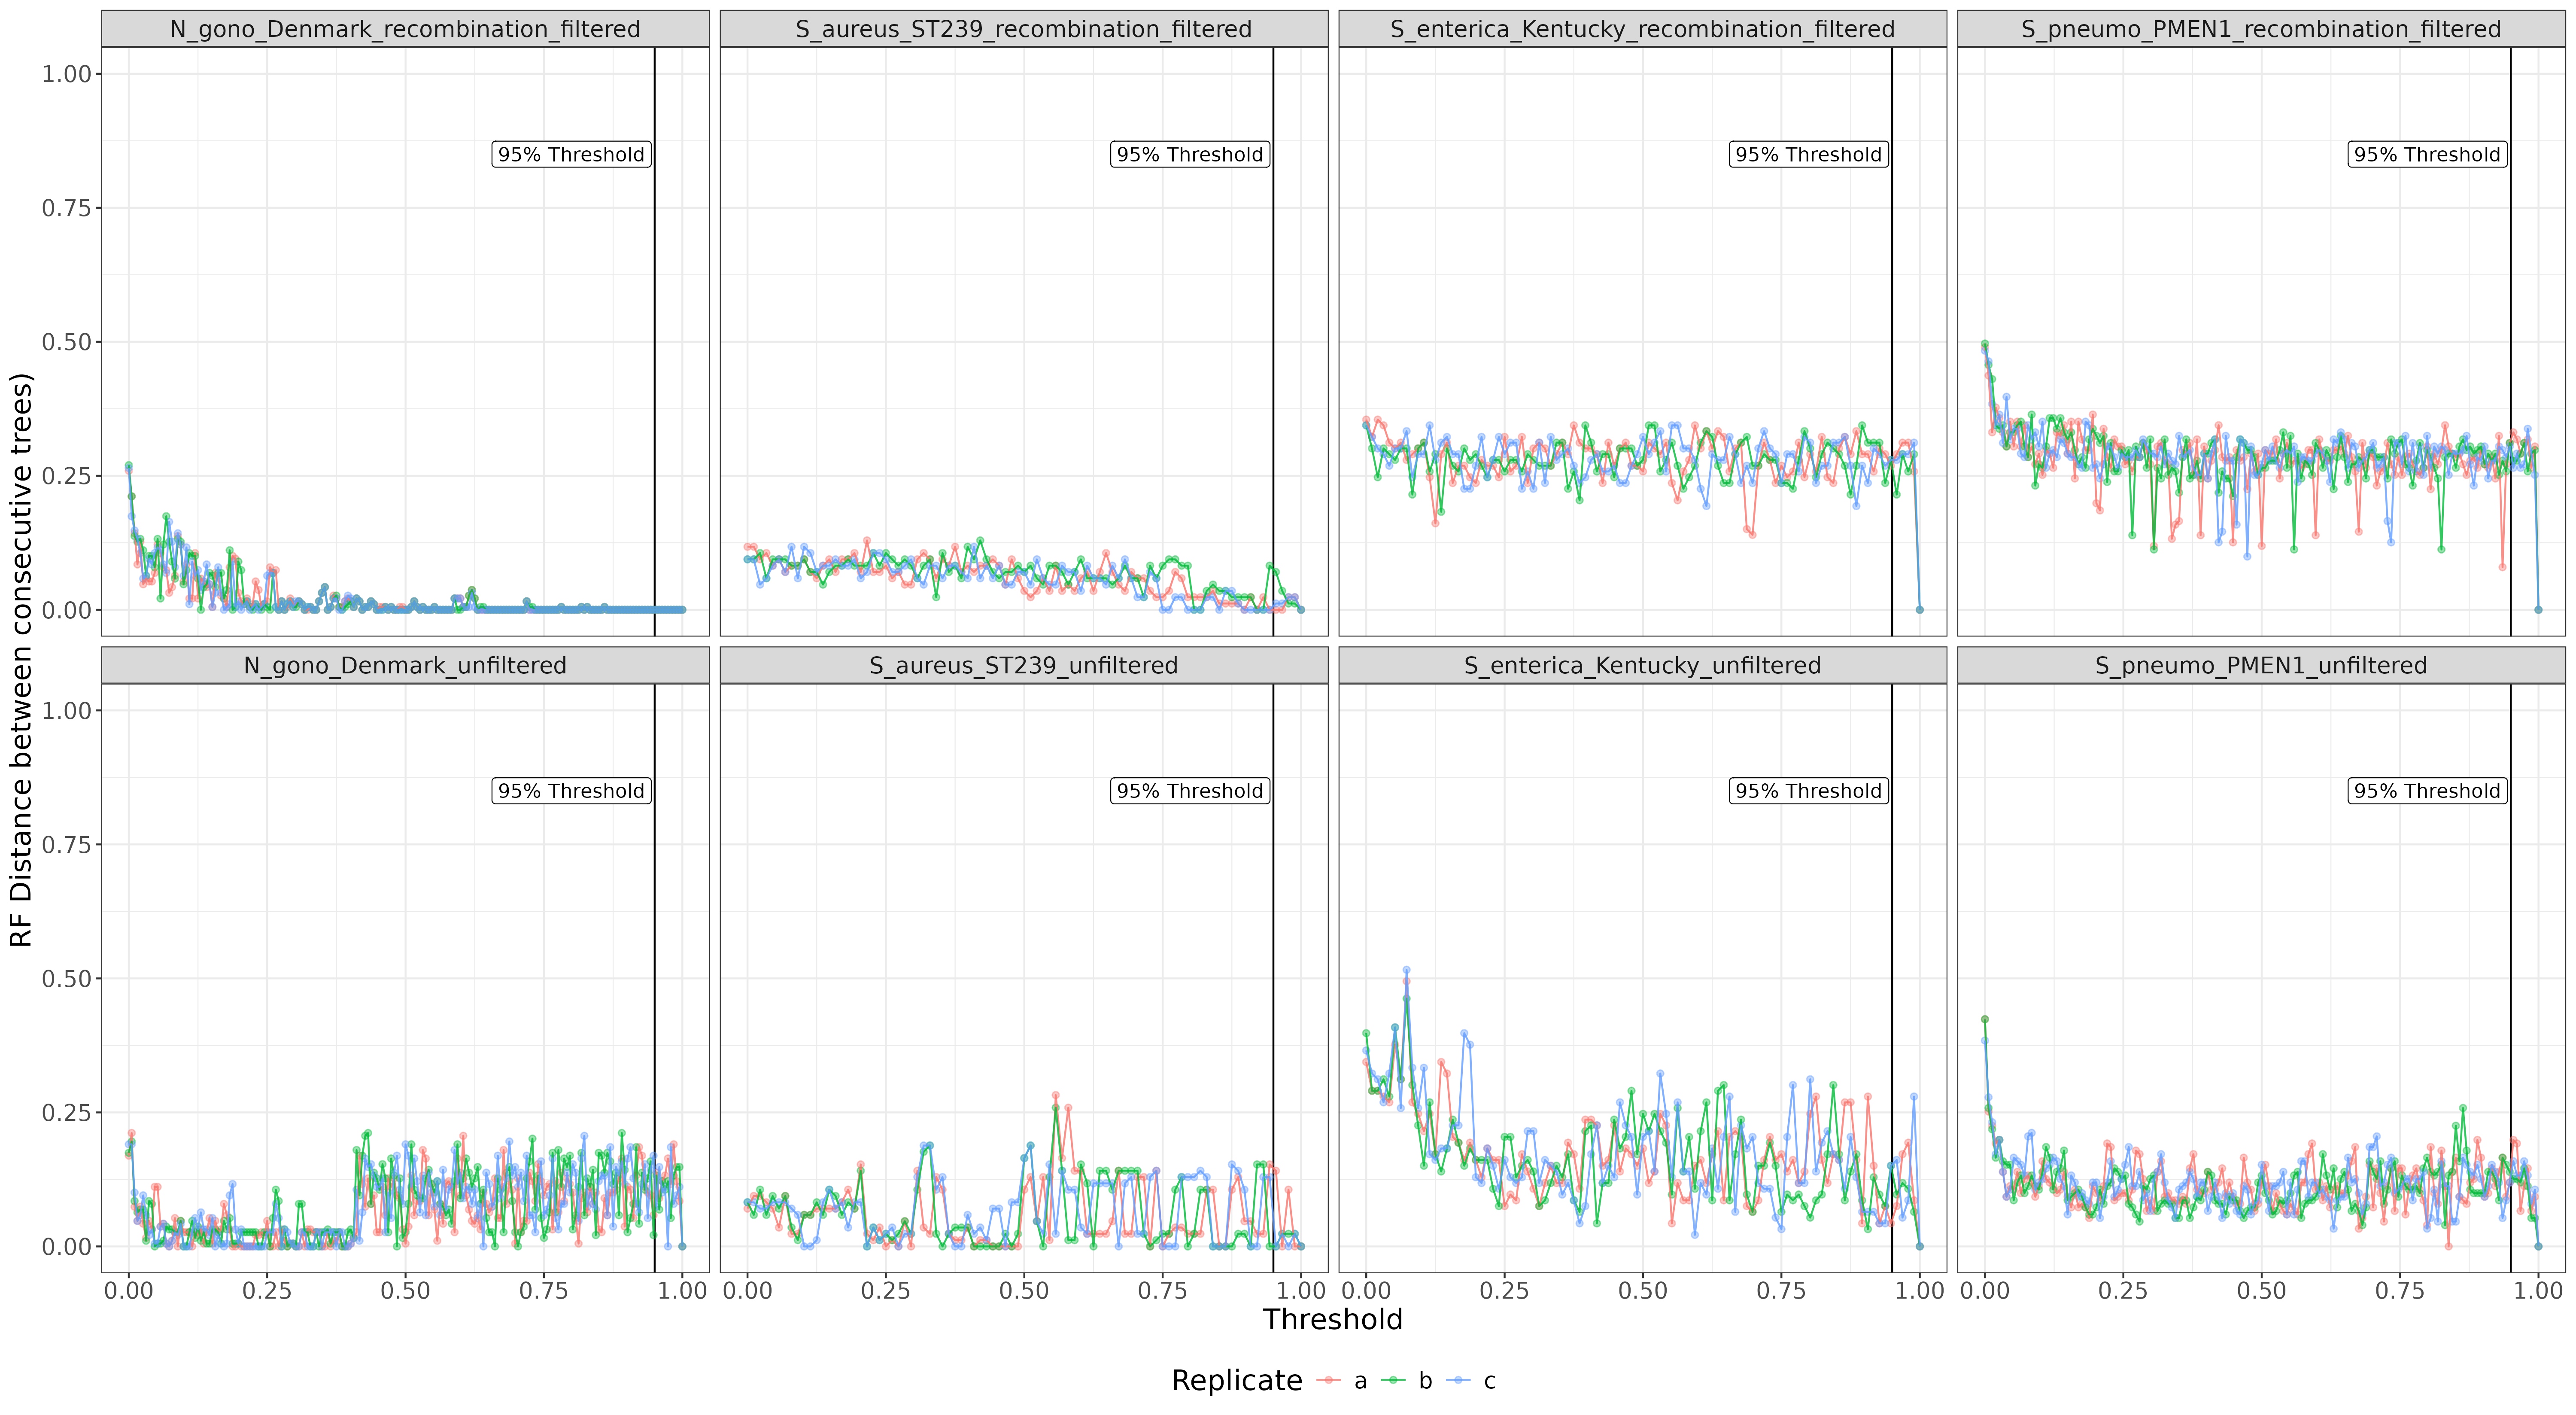 N_gono_Denmark_recombination_filtered
S_aureus_ST239_recombination_filtered
S_enterica_Kentucky_recombination_filtered
S_pneumo_PMEN1_recombination_filtered
1.00
0.75
0.50
0.25
0.00
95% Threshold
95% Threshold
95% Threshold
95% Threshold
RF Distance between consecutive trees)
N_gono_Denmark_unfiltered
S_aureus_ST239_unfiltered
S_enterica_Kentucky_unfiltered
S_pneumo_PMEN1_unfiltered
1.00
0.75
0.50
0.25
0.00
95% Threshold
95% Threshold
95% Threshold
95% Threshold
0.00 0.25 0.50 0.75 1.00
0.00 0.25 0.50 0.75 1.00
0.00 0.25 0.50 0.75 1.00
0.00 0.25 0.50 0.75 1.00
Threshold
Replicate a b c